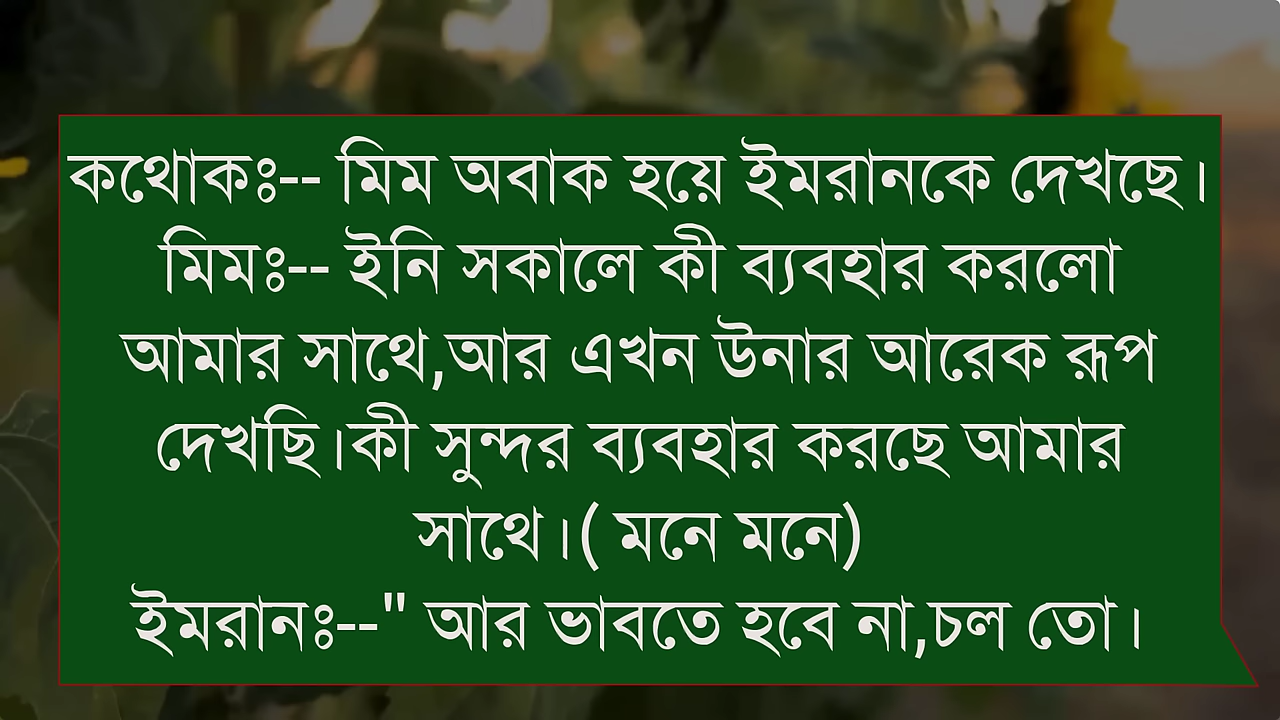 কথোকঃ-- মিম অবাক হয়ে ইমরানকে দেখছে।
মিমঃ-- ইনি সকালে কী ব্যবহার করলো
আমার সাথে,আর এখন উনার আরেক রূপ
দেখছি।কী সুন্দর ব্যবহার করছে আমার
সাথে।( মনে মনে)
ইমরানঃ--" আর ভাবতে হবে না,চল তো।